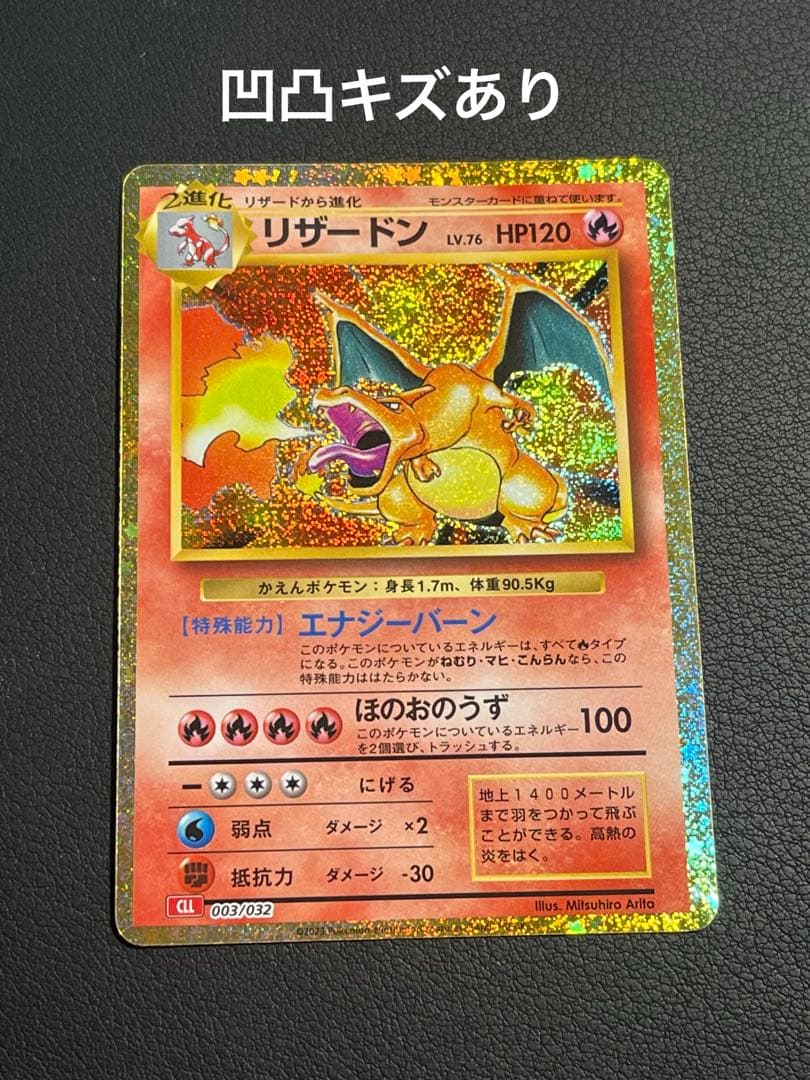 凹凸キズあり
2進化 リザードから進化 モンスターカードに重ねて使います。
リザードン LV.76 HP120
かえんポケモン：身長1.7m、体重90.5Kg
【特殊能力】 エナジーバーン
このポケモンについているエネルギーは、すべて🔥タイプ
になる。このポケモンがねむり・マヒ・こんらんなら、この
特殊能力ははたらかない。
ほのおのうず 100
このポケモンについているエネルギー
を2個選び、トラッシュする。
にげる
弱点 ダメージ ×2
抵抗力 ダメージ -30
地上1400メートル
まで羽をつかって飛ぶ
ことができる。高熱の
炎をはく。
CLL 003/032
Illus. Mitsuhiro Arita
©2023 Pokémon